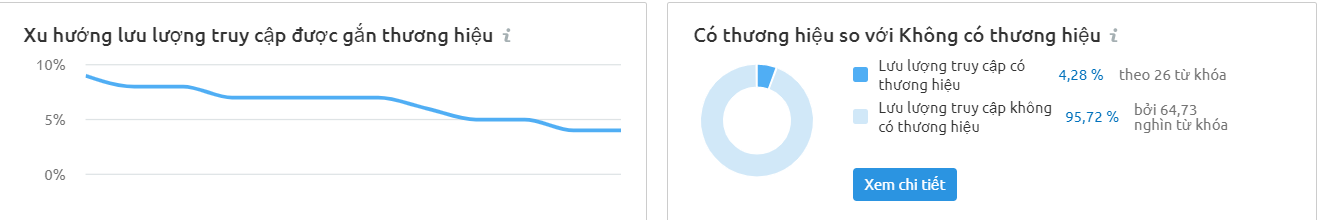 Xu hướng lưu lượng truy cập được gắn thương hiệu i
10%
5%
0%
Có thương hiệu so với Không có thương hiệu i
Lưu lượng truy cập có
thương hiệu
4,28 %
theo 26 từ khóa
Lưu lượng truy cập không
có thương hiệu
95,72 %
bởi 64,73
nghìn từ khóa
Xem chi tiết